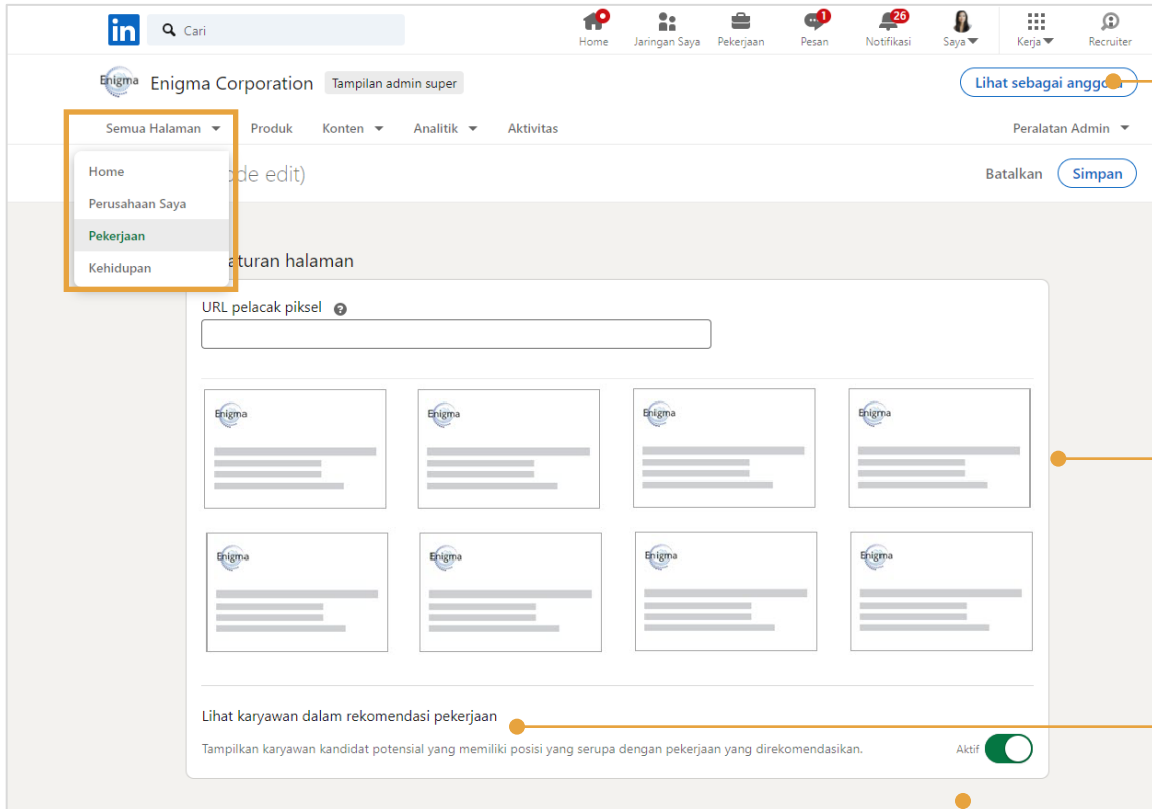 in
Cari
1
26
Home
Jaringan Saya
Pekerjaan
Pesan
Notifikasi
Saya
Kerja
Recruiter
Enigma
Enigma Corporation
Tampilan admin super
Lihat sebagai
Semua Halaman
Produk
Konten
Analitik
Aktivitas
Peralatan Admin
Home
Perusahaan Saya
Pekerjaan
Kehidupan
edit)
Batalkan
Simpan
halaman
URL pelacak piksel
?
Enigma
Enigma
Enigma
Enigma
Enigma
Enigma
Enigma
Enigma
Lihat karyawan dalam rekomendasi pekerjaan
Tampilkan karyawan kandidat potensial yang memiliki posisi yang serupa dengan pekerjaan yang direkomendasikan.
Aktif